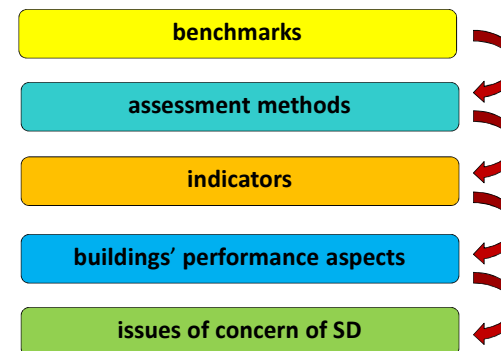 benchmarks
assessment methods
indicators
buildings’ performance aspects
issues of concern of SD